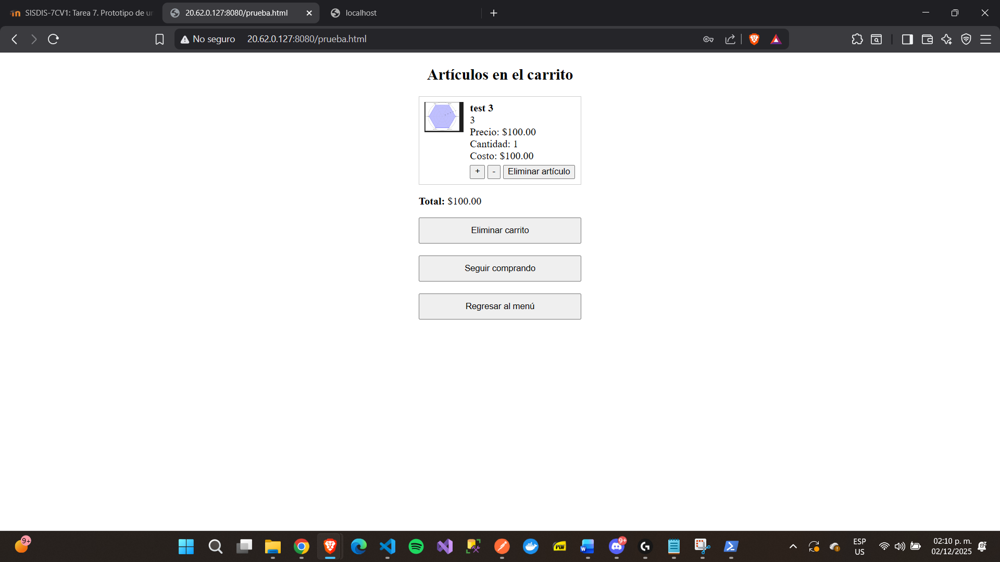 SISDIS-7CV1: Tarea 7. Prototipo de un
20.62.0.127:8080/prueba.html
localhost
No seguro
20.62.0.127:8080/prueba.html
Artículos en el carrito
test 3
3
Precio: $100.00
Cantidad: 1
Costo: $100.00
+ - Eliminar artículo
Total: $100.00
Eliminar carrito
Seguir comprando
Regresar al menú
9+
PDF
W
9+
ESP
US
02:10 p. m.
02/12/2025